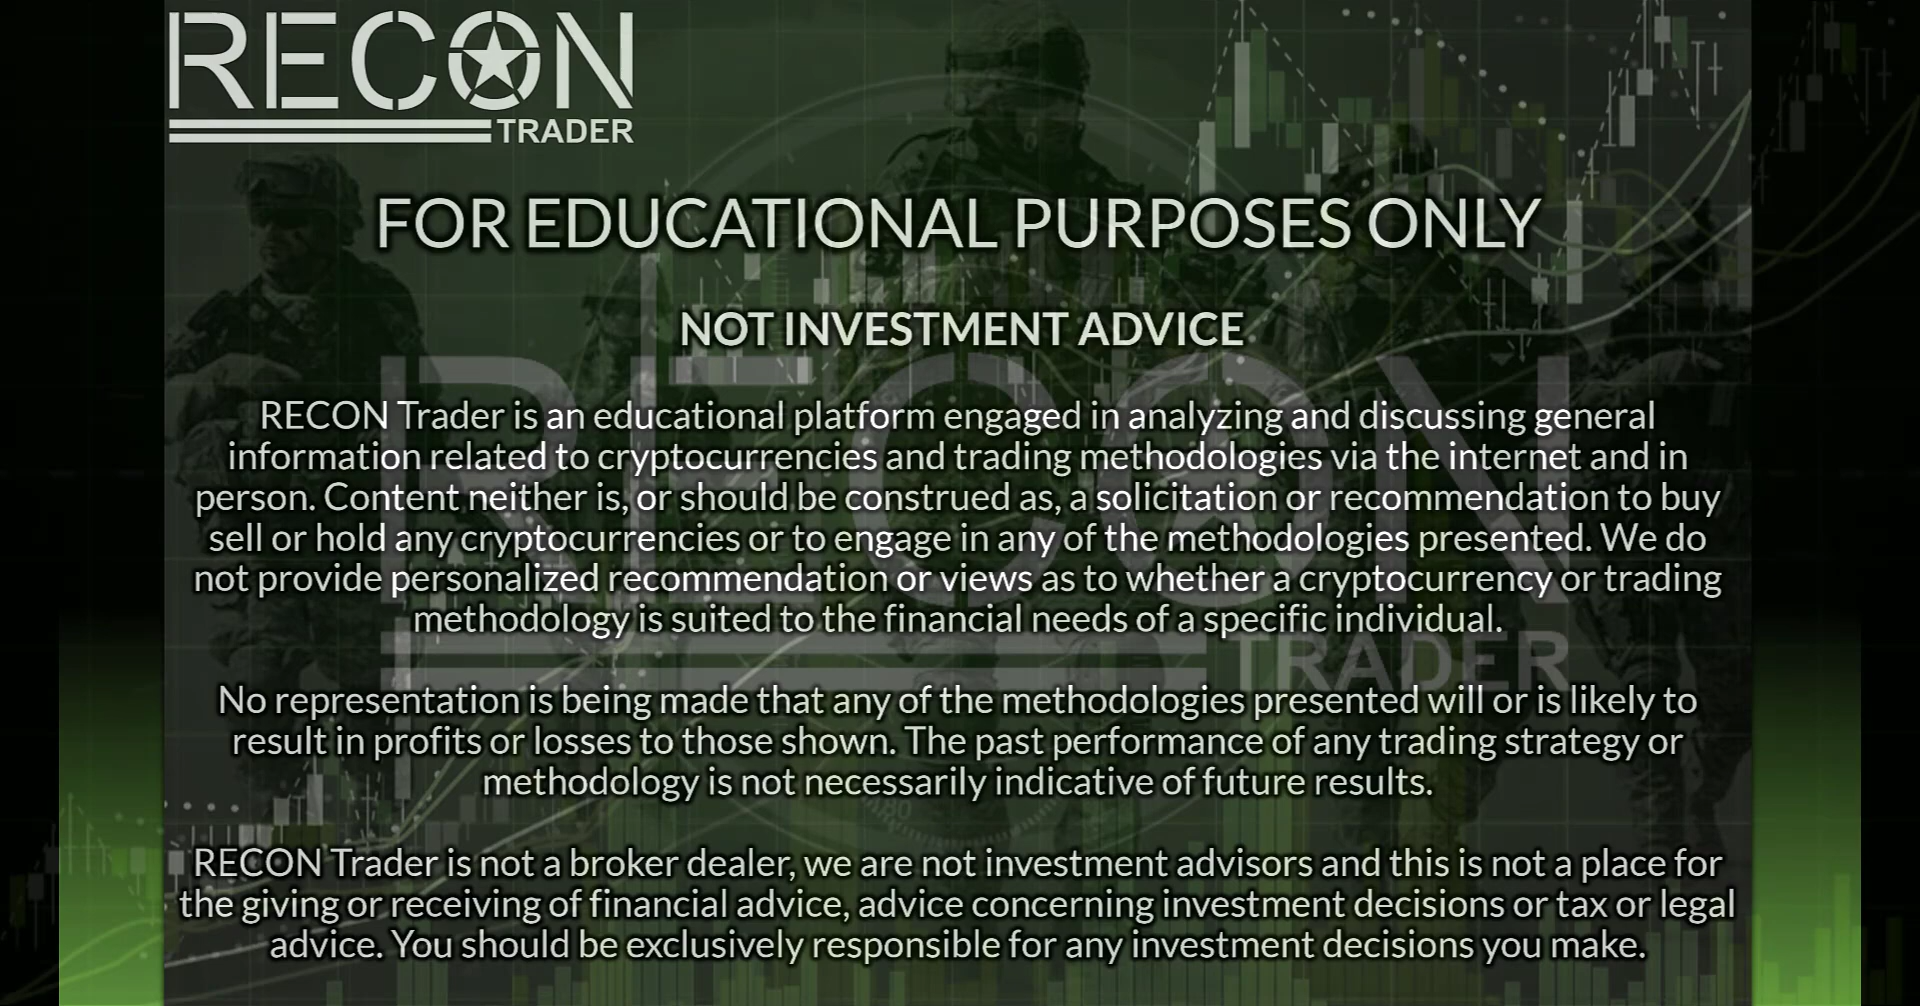 RECON
TRADER
FOR EDUCATIONAL PURPOSES ONLY
NOT INVESTMENT ADVICE
RECON Trader is an educational platform engaged in analyzing and discussing general
information related to cryptocurrencies and trading methodologies via the internet and in
person. Content neither is, or should be construed as, a solicitation or recommendation to buy
sell or hold any cryptocurrencies or to engage in any of the methodologies presented. We do
not provide personalized recommendation or views as to whether a cryptocurrency or trading
methodology is suited to the financial needs of a specific individual.
No representation is being made that any of the methodologies presented will or is likely to
result in profits or losses to those shown. The past performance of any trading strategy or
methodology is not necessarily indicative of future results.
RECON Trader is not a broker dealer, we are not investment advisors and this is not a place for
the giving or receiving of financial advice, advice concerning investment decisions or tax or legal
advice. You should be exclusively responsible for any investment decisions you make.
RECON
TRADER